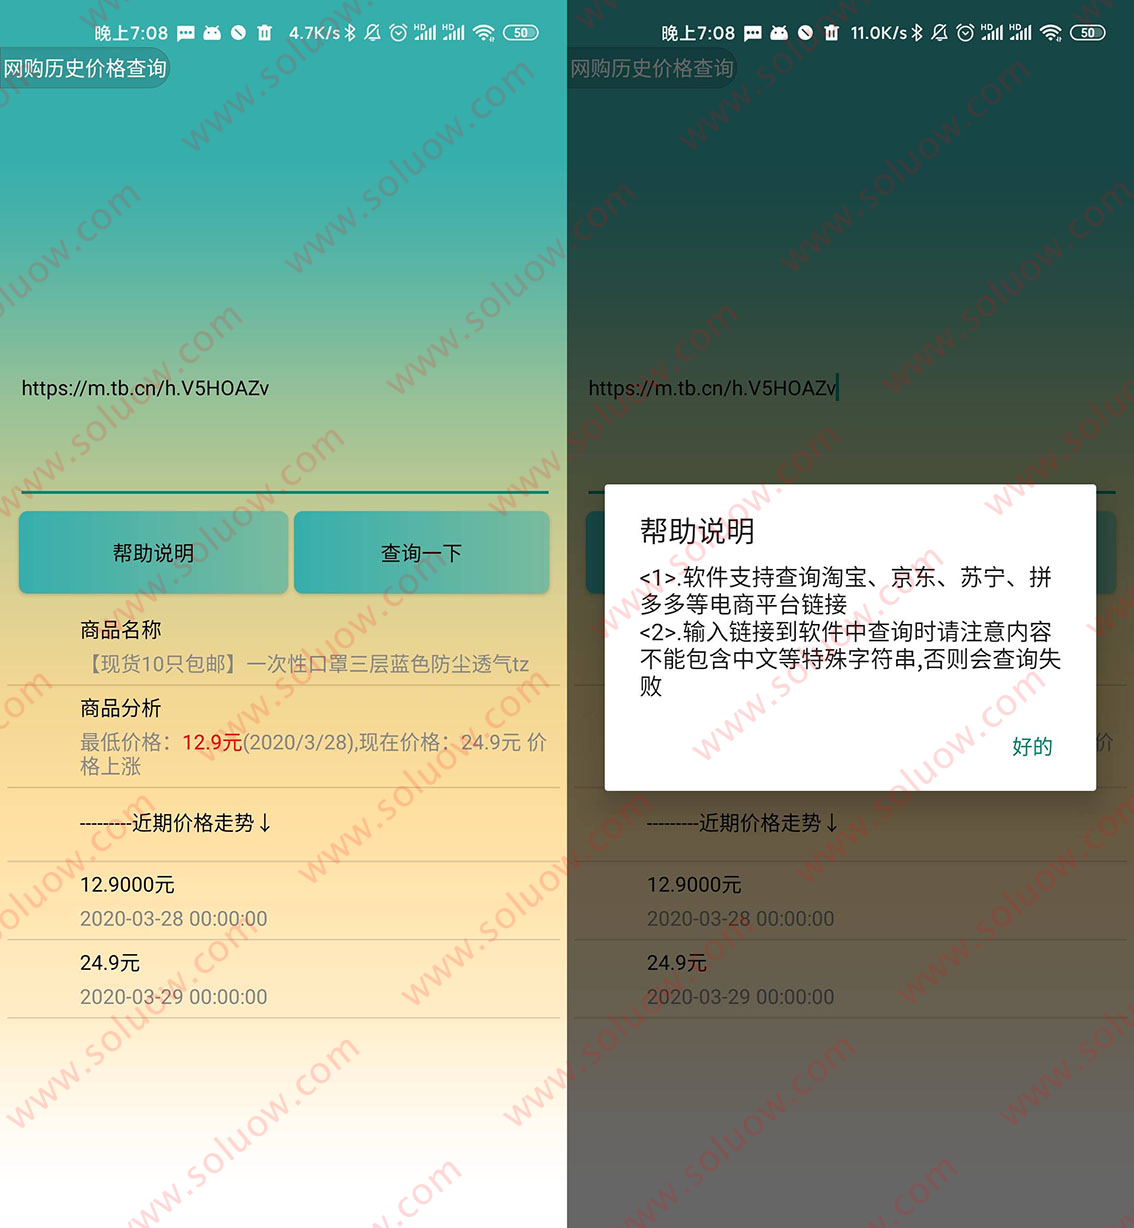 晚上7:08 4.7K/s HD HD 50
网购历史价格查询
https://m.tb.cn/h.V5HOAZv
帮助说明 查询一下
商品名称
【现货10只包邮】一次性口罩三层蓝色防尘透气tz
商品分析
最低价格：12.9元(2020/3/28),现在价格：24.9元 价
格上涨
---------近期价格走势↓
12.9000元
2020-03-28 00:00:00
24.9元
2020-03-29 00:00:00
晚上7:08 11.0K/s HD HD 50
网购历史价格查询
https://m.tb.cn/h.V5HOAZv
帮助说明
<1>.软件支持查询淘宝、京东、苏宁、拼
多多等电商平台链接
<2>.输入链接到软件中查询时请注意内容
不能包含中文等特殊字符串,否则会查询失
败
好的
价
---------近期价格走势↓
12.9000元
2020-03-28 00:00:00
24.9元
2020-03-29 00:00:00
www.soluow.com